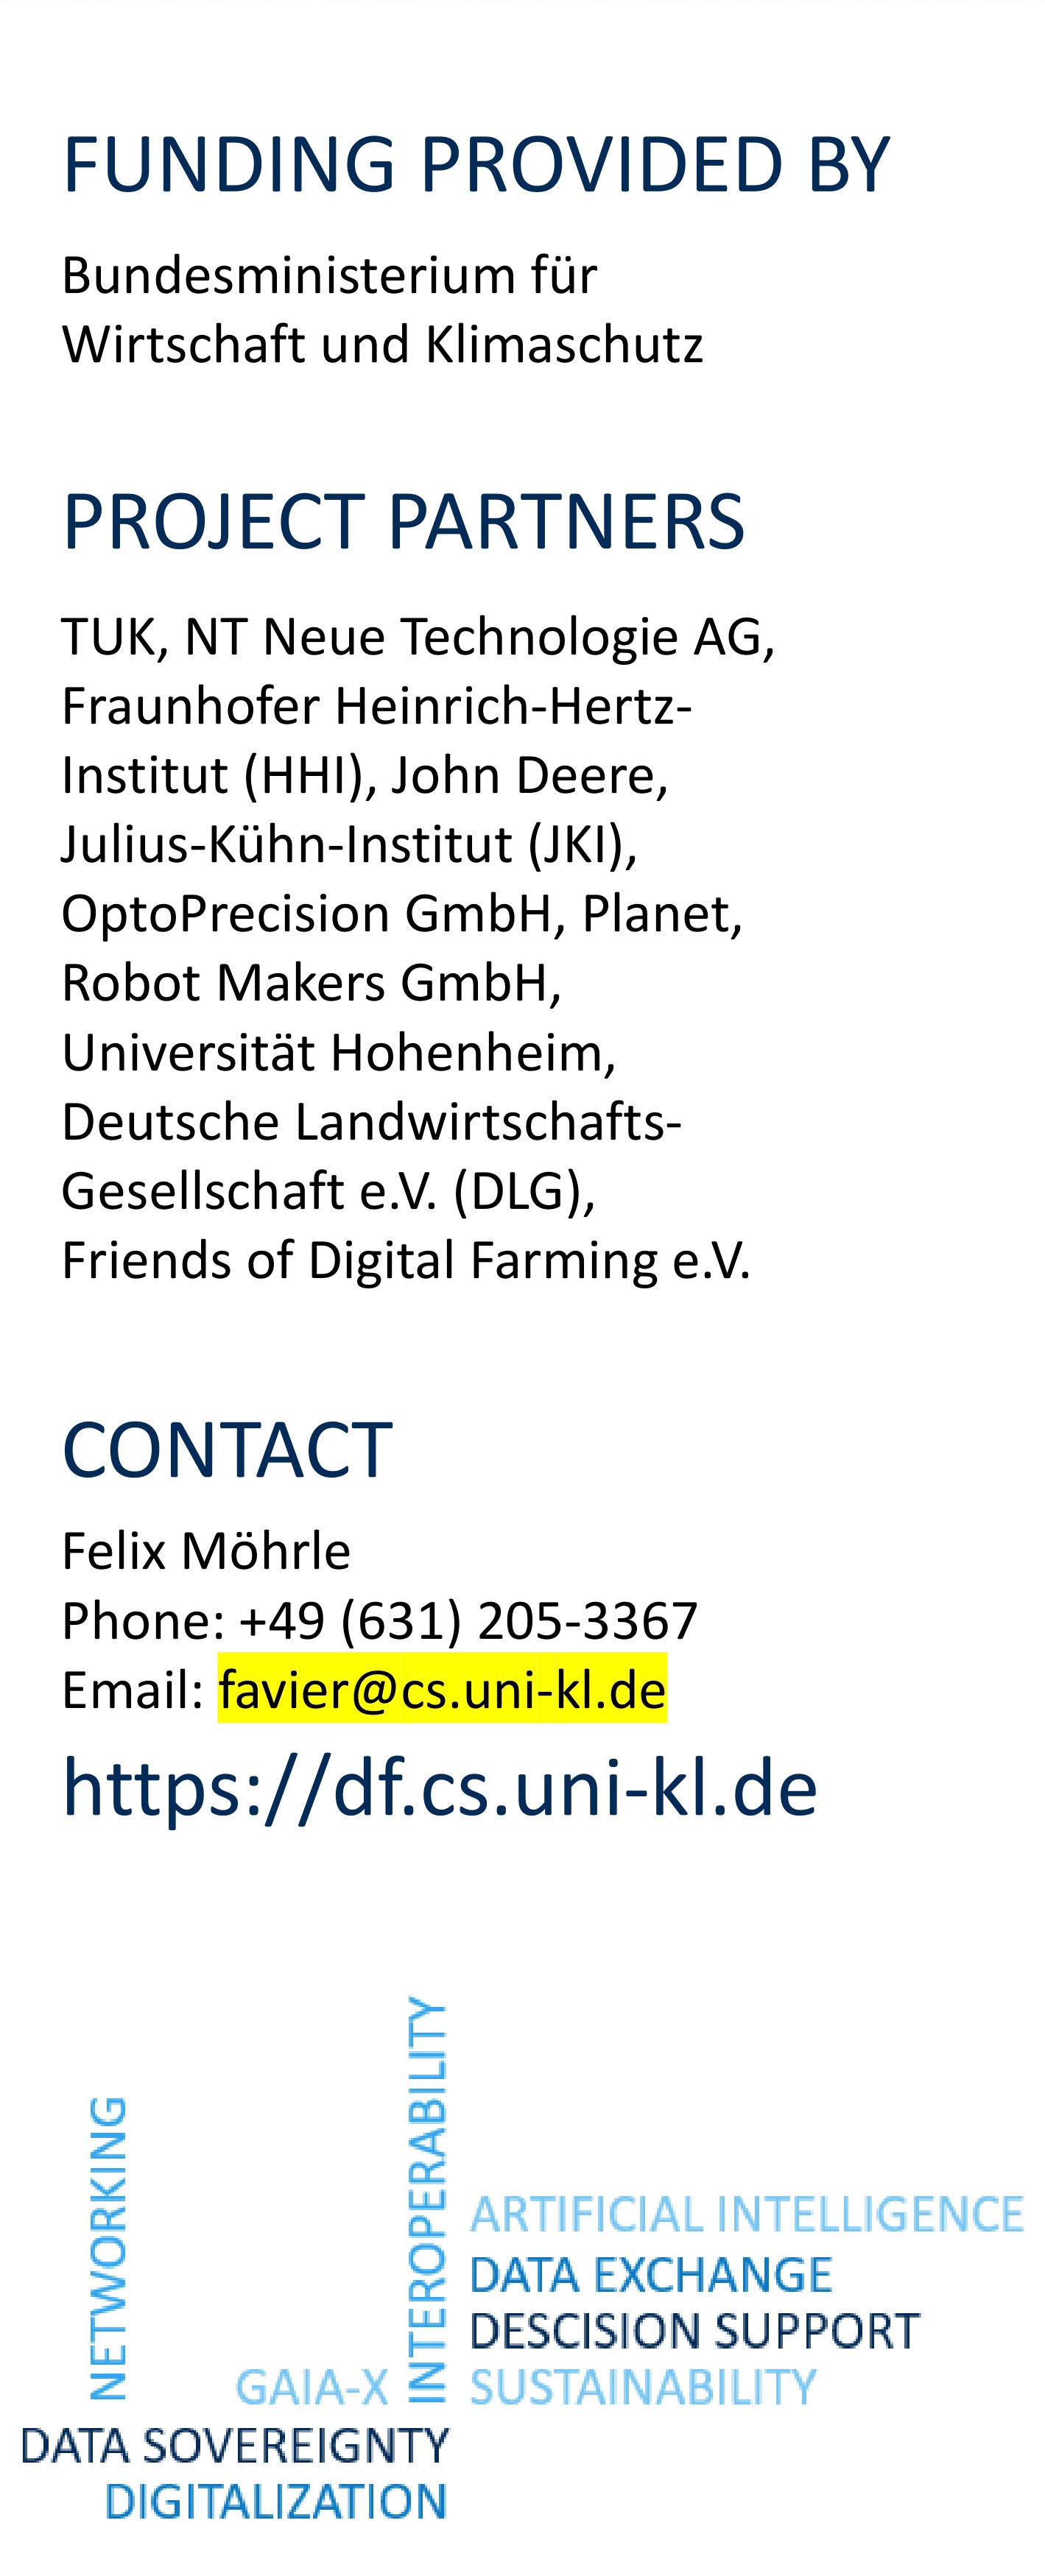 FUNDING PROVIDED BY
Bundesministerium für
Wirtschaft und Klimaschutz
PROJECT PARTNERS
TUK, NT Neue Technologie AG,
Fraunhofer Heinrich-Hertz-
Institut (HHI), John Deere,
Julius-Kühn-Institut (JKI),
OptoPrecision GmbH, Planet,
Robot Makers GmbH,
Universität Hohenheim,
Deutsche Landwirtschafts-
Gesellschaft e.V. (DLG),
Friends of Digital Farming e.V.
CONTACT
Felix Möhrle
Phone: +49 (631) 205-3367
Email: favier@cs.uni-kl.de
https://df.cs.uni-kl.de
NETWORKING
INTEROPERABILITY
ARTIFICIAL INTELLIGENCE
DATA EXCHANGE
DESCISION SUPPORT
GAIA-X
SUSTAINABILITY
DATA SOVEREIGNTY
DIGITALIZATION